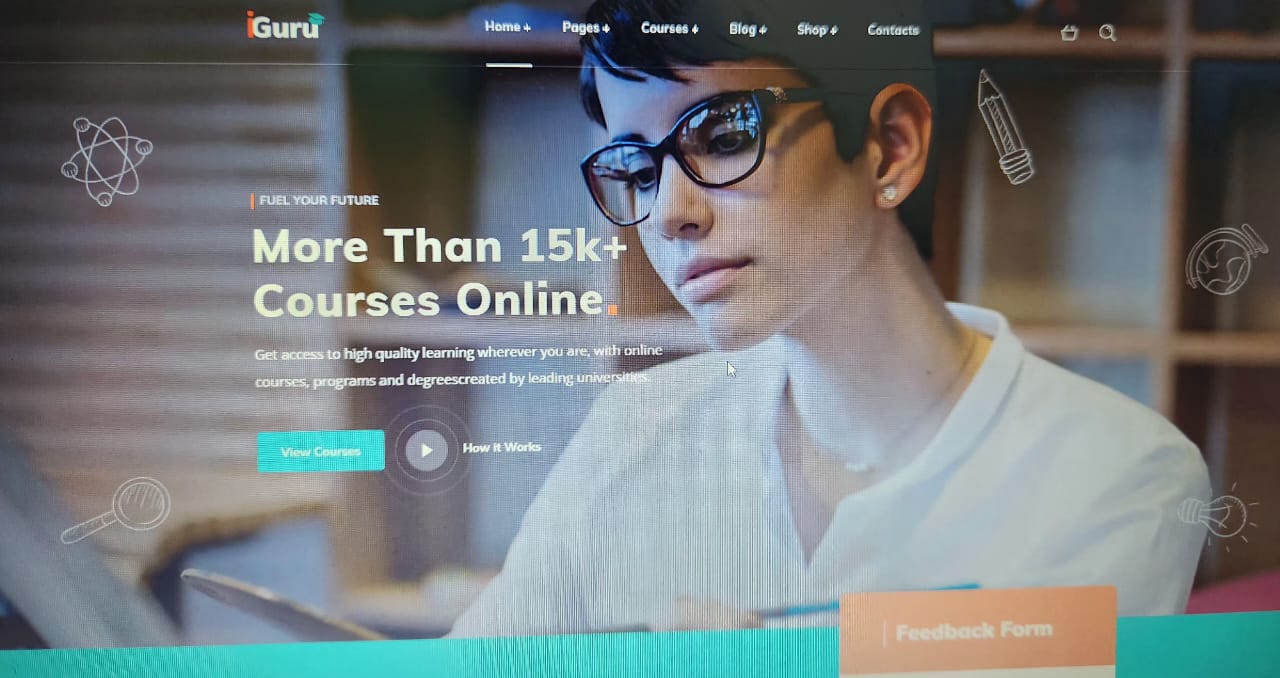 iGuru
Home + Pages + Courses + Blog + Shop + Contacts
FUEL YOUR FUTURE
More Than 15k+
Courses Online.
Get access to high quality learning wherever you are, with online
courses, programs and degreescreated by leading universities.
View Courses
How it Works
Feedback Form